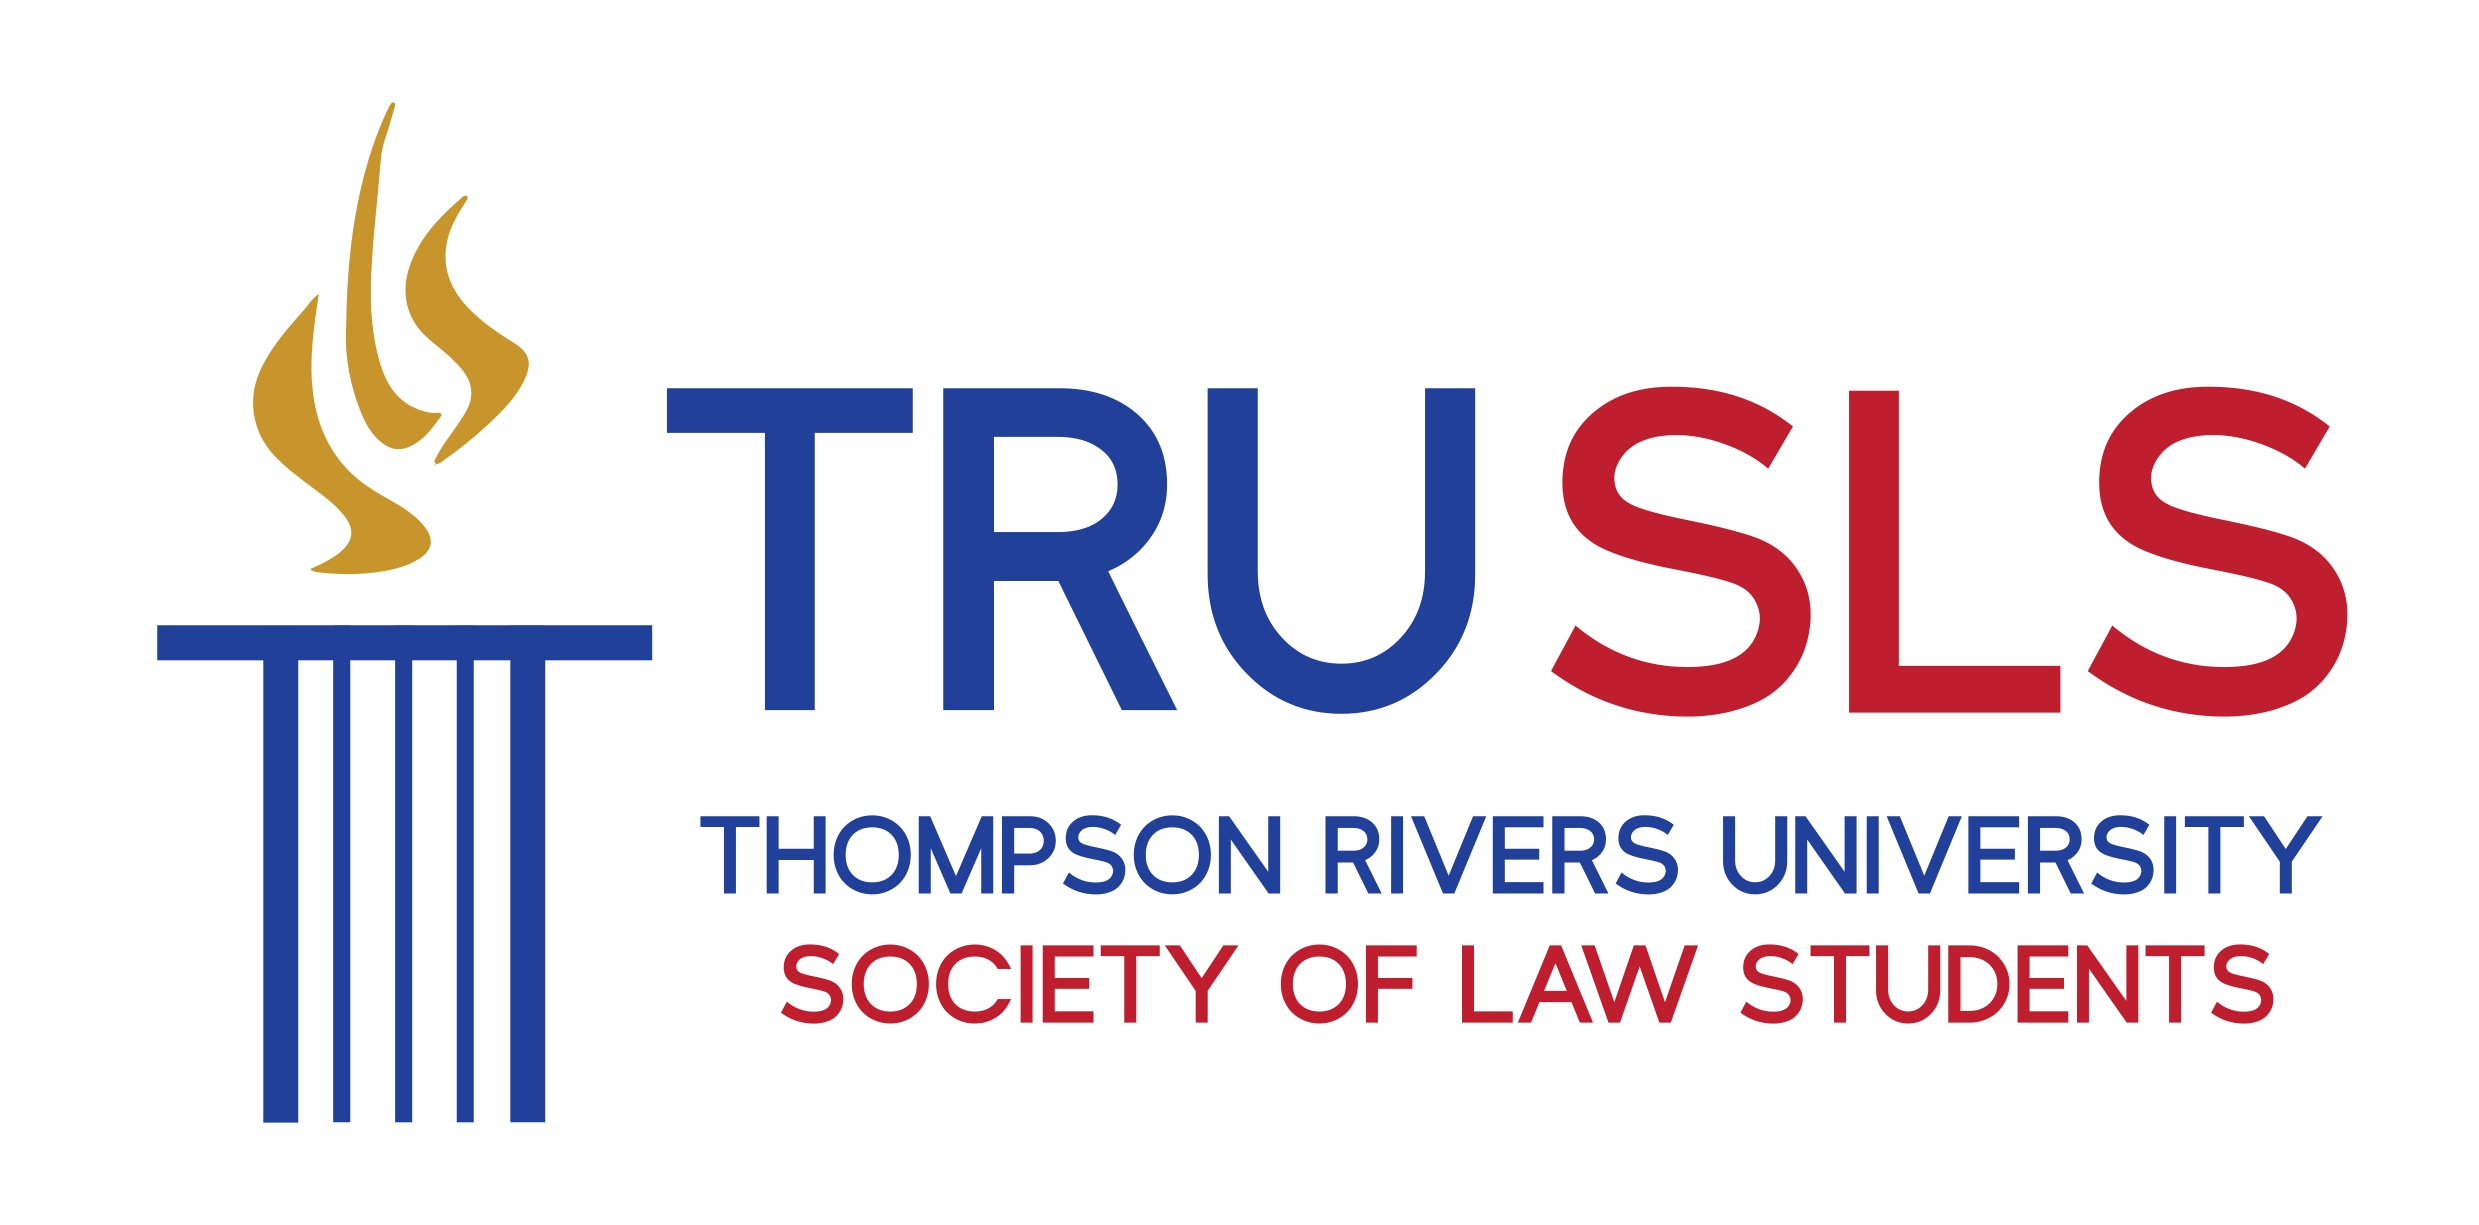 TRUSLS
THOMPSON RIVERS UNIVERSITY
SOCIETY OF LAW STUDENTS